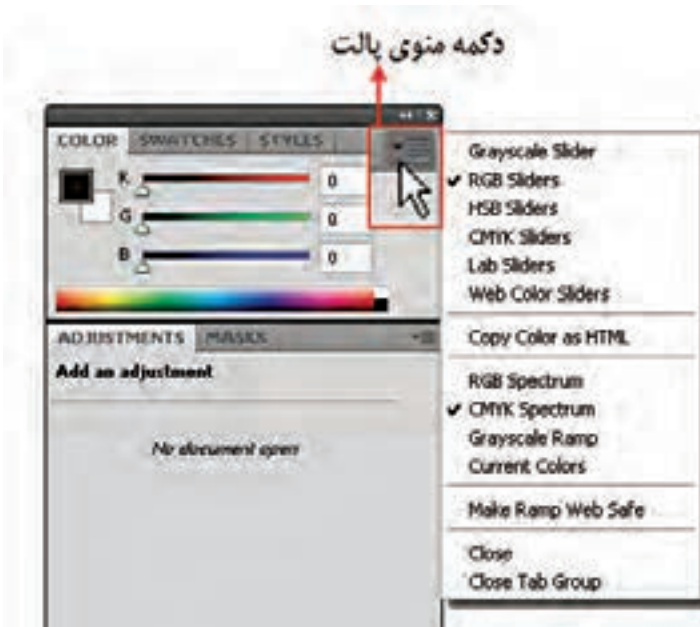 دکمه منوی پالت
COLOR SWATCHES STYLES
R 0
G 0
B 0
ADJUSTMENTS MASKS
Add an adjustment
No document open
Grayscale Slider
✔ RGB Sliders
HSB Sliders
CMYK Sliders
Lab Sliders
Web Color Sliders
Copy Color as HTML
RGB Spectrum
✔ CMYK Spectrum
Grayscale Ramp
Current Colors
Make Ramp Web Safe
Close
Close Tab Group